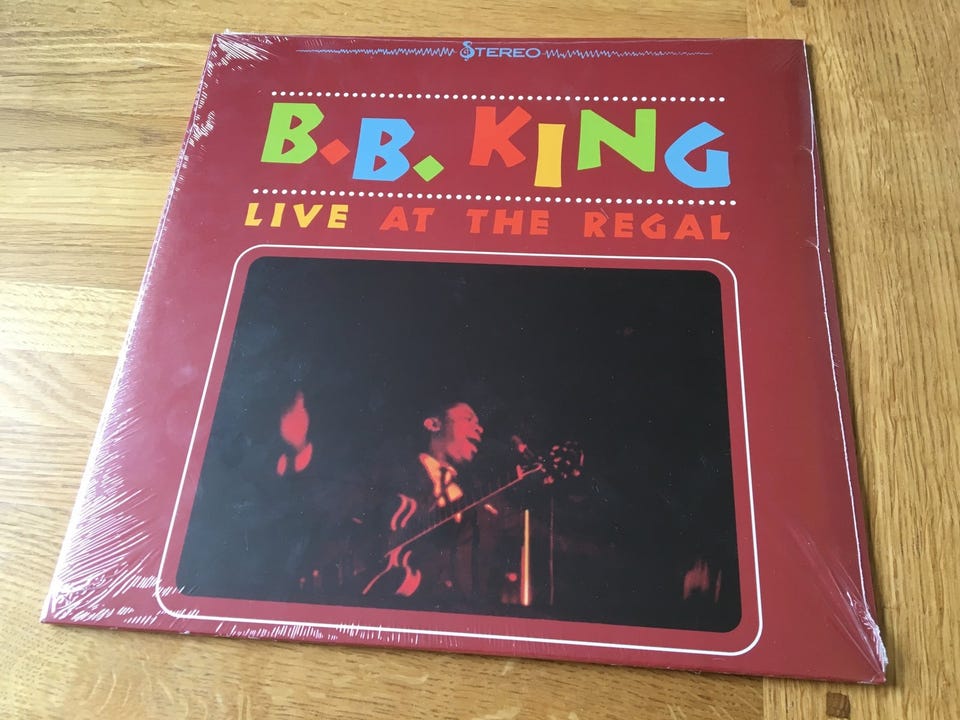 STEREO
B.B. KING
LIVE AT THE REGAL